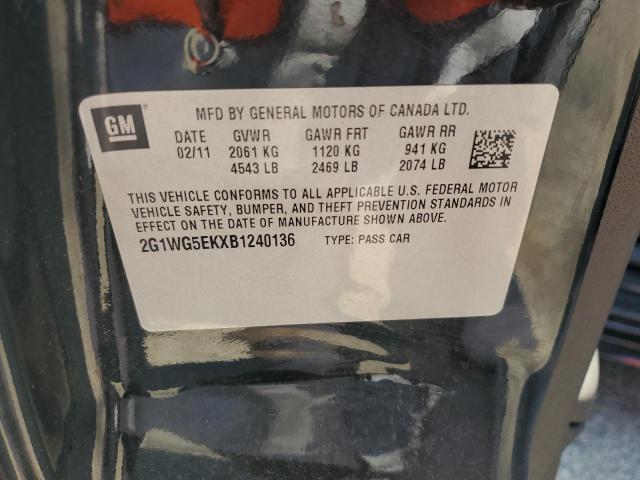 GM
MFD BY GENERAL MOTORS OF CANADA LTD.
DATE GVWR GAWR FRT GAWR RR
02/11 2061 KG 1120 KG 941 KG
4543 LB 2469 LB 2074 LB
THIS VEHICLE CONFORMS TO ALL APPLICABLE U.S. FEDERAL MOTOR
VEHICLE SAFETY, BUMPER, AND THEFT PREVENTION STANDARDS IN
EFFECT ON THE DATE OF MANUFACTURE SHOWN ABOVE.
2G1WG5EKXB1240136 TYPE: PASS CAR